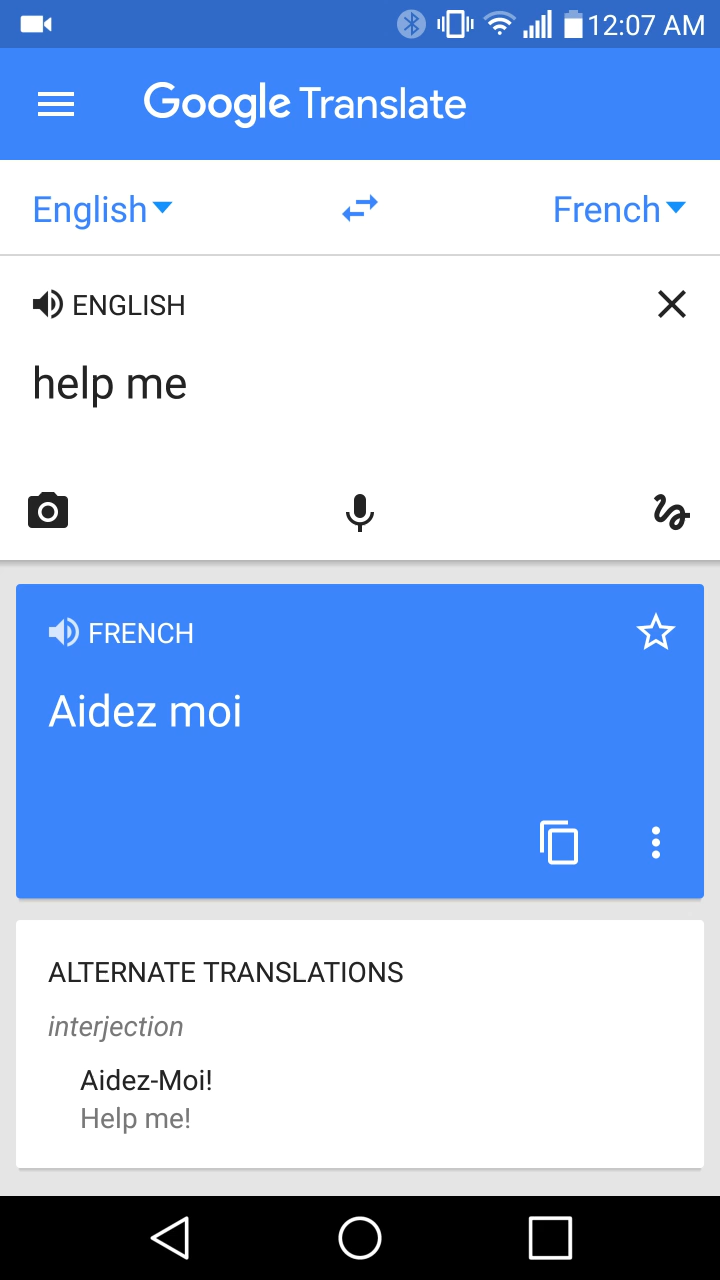 12:07 AM
Google Translate
English French
ENGLISH
help me
FRENCH
Aidez moi
ALTERNATE TRANSLATIONS
interjection
Aidez-Moi!
Help me!